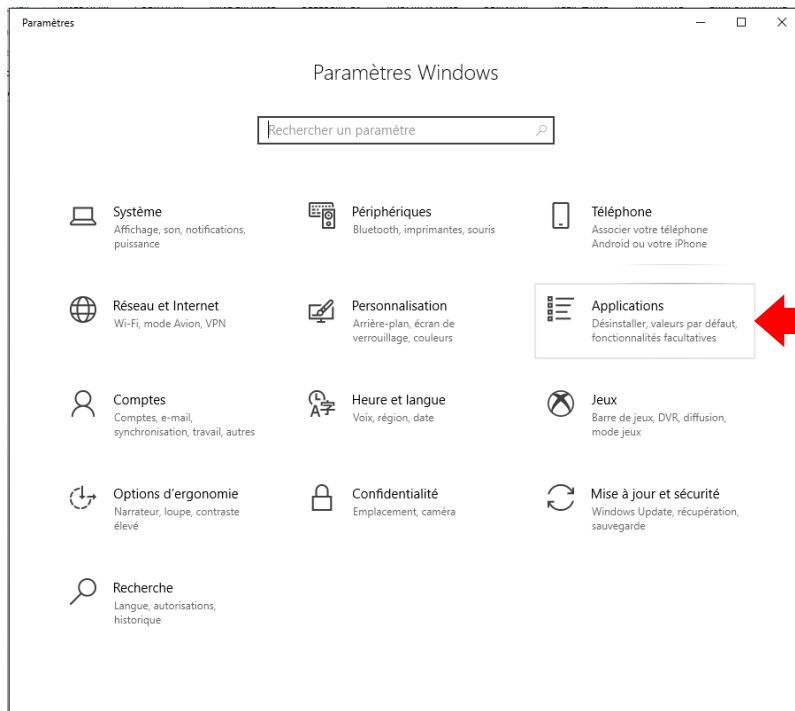 Paramètres
Paramètres Windows
Rechercher un paramètre
Système
Affichage, son, notifications,
puissance
Périphériques
Bluetooth, imprimantes, souris
Téléphone
Associer votre téléphone
Android ou votre iPhone
Réseau et Internet
Wi-Fi, mode Avion, VPN
Personnalisation
Arrière-plan, écran de
verrouillage, couleurs
Applications
Désinstaller, valeurs par défaut,
fonctionnalités facultatives
Comptes
Comptes, e-mail,
synchronisation, travail, autres
Heure et langue
Voix, région, date
Jeux
Barre de jeux, DVR, diffusion,
mode jeux
Options d'ergonomie
Narrateur, loupe, contraste
élevé
Confidentialité
Emplacement, caméra
Mise à jour et sécurité
Windows Update, récupération,
sauvegarde
Recherche
Langue, autorisations,
historique